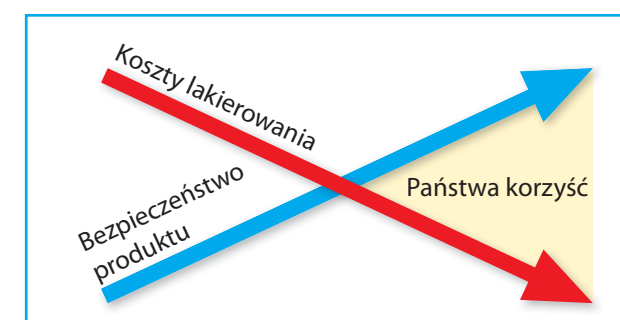 Koszty lakierowania
Bezpieczeństwo
produktu
Państwa korzyść